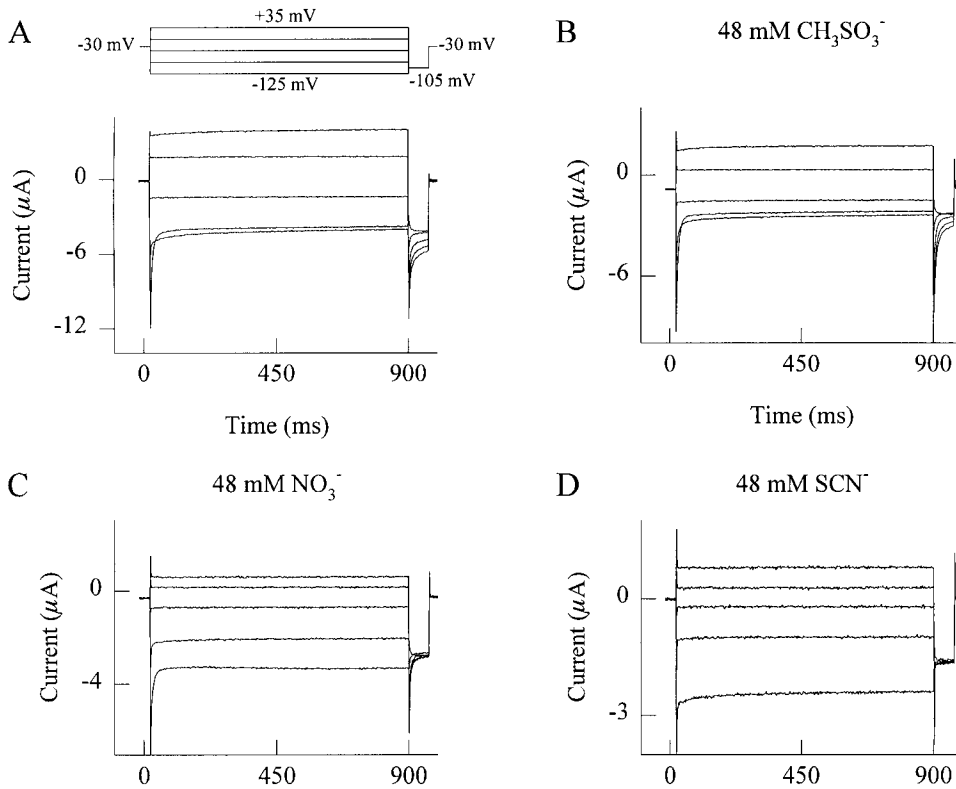 A
+35 mV
-30 mV
-30 mV
-125 mV
-105 mV
Current (μA)
0
-6
-12
0
450
900
Time (ms)
B
48 mM CH₃SO₃⁻
Current (μA)
0
-6
0
450
900
Time (ms)
C
48 mM NO₃⁻
Current (μA)
0
-4
0
450
900
D
48 mM SCN⁻
Current (μA)
0
-3
0
450
900